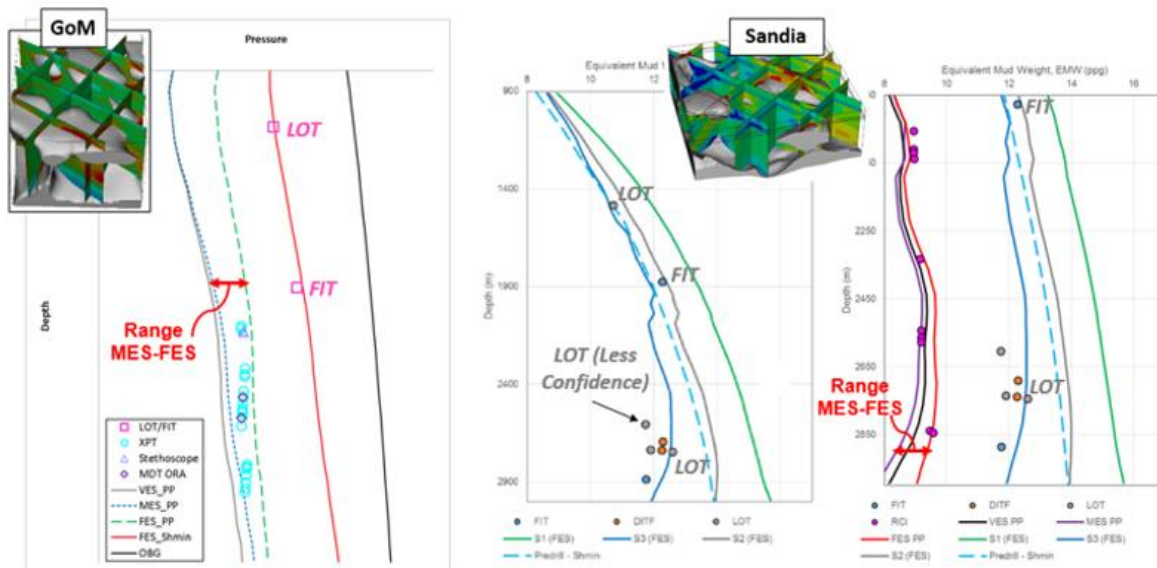 GoM
Pressure
LOT
FIT
Depth
Range
MES-FES
LOT/FIT
XPT
Stethoscope
MDT ORA
VES_PP
MES_PP
FES_PP
FES_Shmin
OBG
Sandia
Equivalent Mud
8
10
12
900
1400
1900
2400
2900
Depth (m)
LOT
FIT
LOT (Less
Confidence)
LOT
FIT
DITF
LOT
S1 (FES)
S3 (FES)
S2 (FES)
Predrill - Shmin
Equivalent Mud Weight, EMW (ppg)
8
10
12
14
16
2250
2450
2650
2850
Depth (m)
FIT
LOT
Range
MES-FES
FIT
DITF
LOT
RCI
VES PP
MES PP
FES PP
S1 (FES)
S3 (FES)
S2 (FES)
Predrill - Shmin